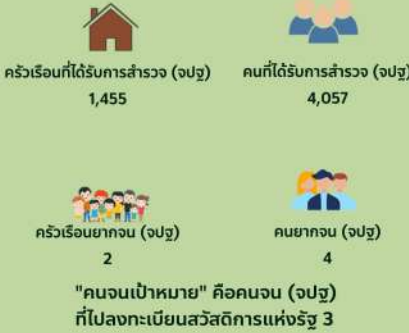 ครัวเรือนที่ได้รับการสำรวจ (จปฐ) คนที่ได้รับการสำรวจ (จปฐ)
1,455 4,057
ครัวเรือนยากจน (จปฐ) คนยากจน (จปฐ)
2 4
"คนจนเป้าหมาย" คือคนจน (จปฐ)
ที่ไปลงทะเบียนสวัสดิการแห่งรัฐ 3